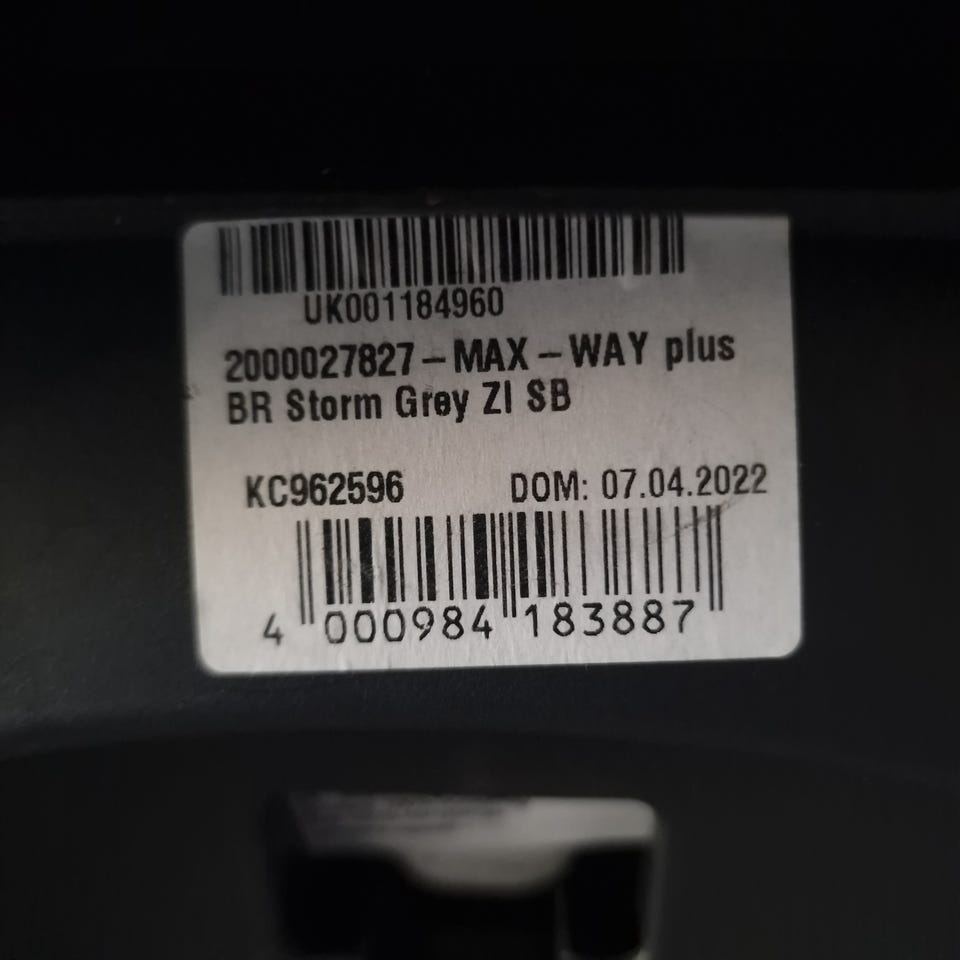 UK001184960
2000027827-MAX-WAY plus
BR Storm Grey ZI SB
KC962596 DOM: 07.04.2022
4 000984 183887